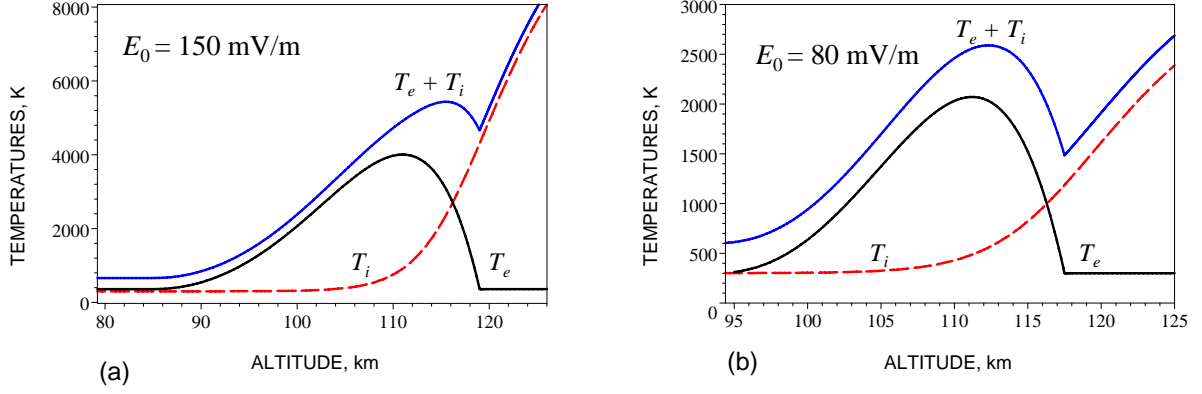 8000
6000
4000
2000
0
TEMPERATURES, K
E0 = 150 mV/m
Te + Ti
Ti
Te
80
90
100
110
120
ALTITUDE, km
(a)
3000
2500
2000
1500
1000
500
0
TEMPERATURES, K
E0 = 80 mV/m
Te + Ti
Ti
Te
95
100
105
110
115
120
125
ALTITUDE, km
(b)